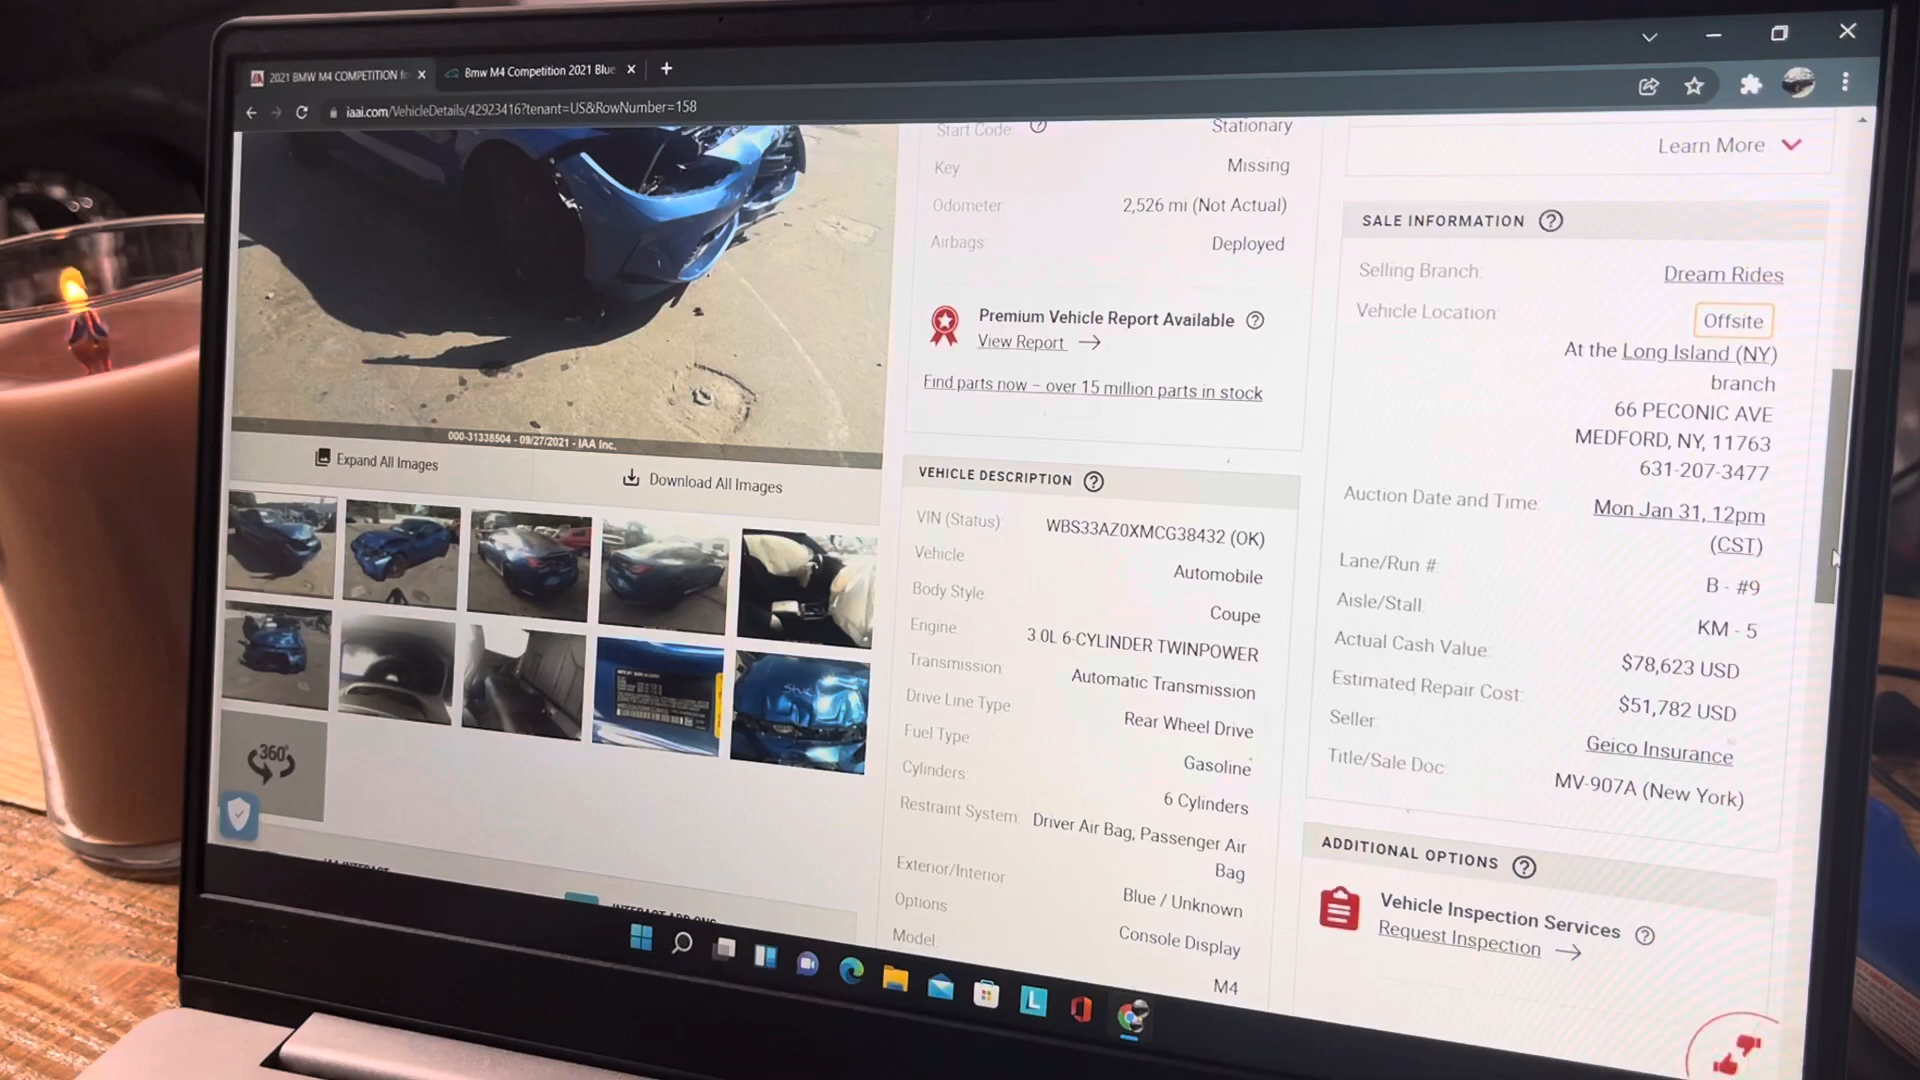 2021 BMW M4 COMPETITION fo
Bmw M4 Competition 2021 Blue
iaai.com/VehicleDetails/42923416?tenant=US&RowNumber=158
000-31338504 - 09/27/2021 - IAA Inc.
Expand All Images
Download All Images
360°
IAA INTERACT
INTERACT ADD-ONS
Start Code
Stationary
Key
Missing
Odometer:
2,526 mi (Not Actual)
Airbags:
Deployed
Premium Vehicle Report Available
View Report
Find parts now – over 15 million parts in stock
VEHICLE DESCRIPTION
VIN (Status):
WBS33AZ0XMCG38432 (OK)
Vehicle
Automobile
Body Style:
Coupe
Engine
3.0L 6-CYLINDER TWINPOWER
Transmission:
Automatic Transmission
Drive Line Type
Rear Wheel Drive
Fuel Type
Gasoline
Cylinders:
6 Cylinders
Restraint System:
Driver Air Bag, Passenger Air
Bag
Exterior/Interior:
Blue / Unknown
Options
Console Display
Model:
M4
Learn More
SALE INFORMATION
Selling Branch:
Dream Rides
Vehicle Location:
Offsite
At the Long Island (NY)
branch
66 PECONIC AVE
MEDFORD, NY, 11763
631-207-3477
Auction Date and Time:
Mon Jan 31, 12pm
(CST)
Lane/Run #:
B - #9
Aisle/Stall:
KM - 5
Actual Cash Value:
$78,623 USD
Estimated Repair Cost:
$51,782 USD
Seller
Geico Insurance
Title/Sale Doc:
MV-907A (New York)
ADDITIONAL OPTIONS
Vehicle Inspection Services
Request Inspection